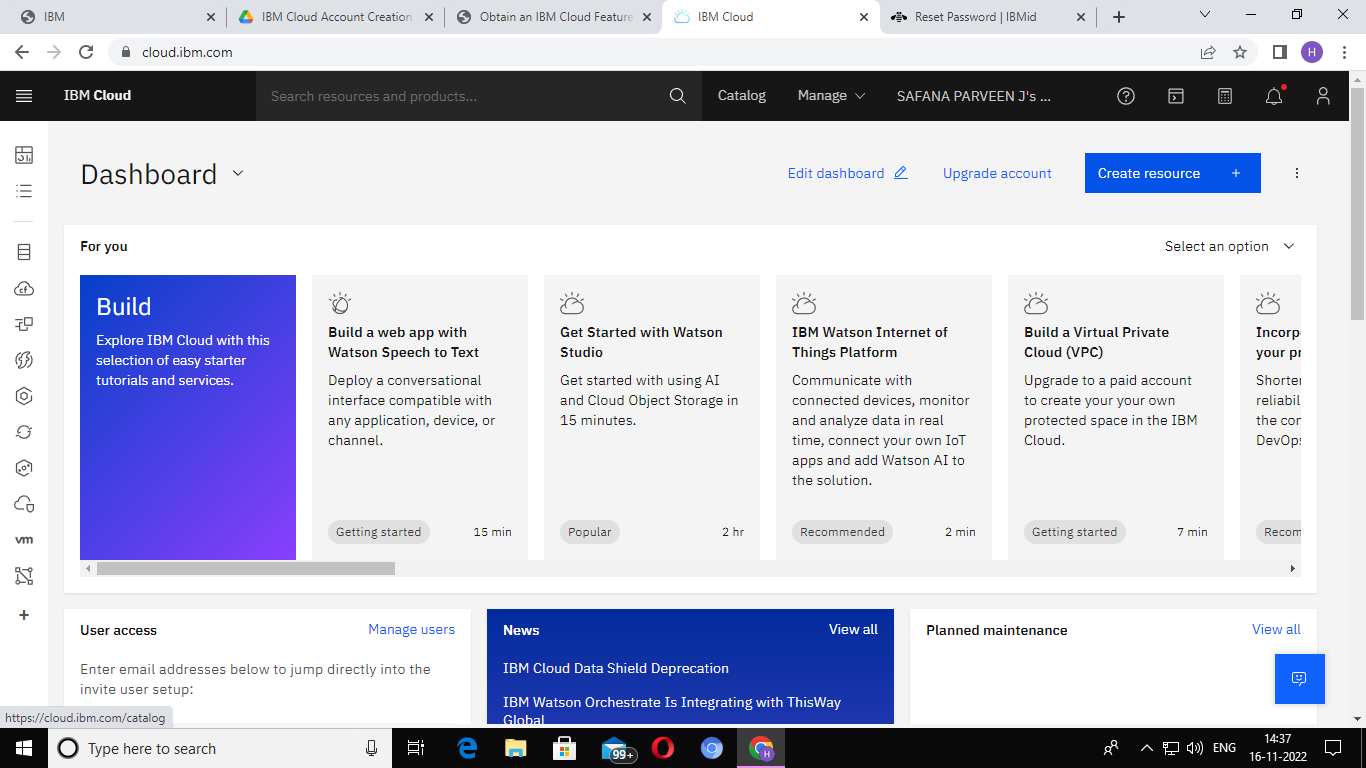 IBM
IBM Cloud Account Creation
Obtain an IBM Cloud Feature
IBM Cloud
Reset Password | IBMid
cloud.ibm.com
H
IBM Cloud
Search resources and products...
Catalog
Manage
SAFANA PARVEEN J's ...
Dashboard
Edit dashboard
Upgrade account
Create resource +
For you
Select an option
Build
Explore IBM Cloud with this
selection of easy starter
tutorials and services.
Build a web app with
Watson Speech to Text
Deploy a conversational
interface compatible with
any application, device, or
channel.
Getting started
15 min
Get Started with Watson
Studio
Get started with using AI
and Cloud Object Storage in
15 minutes.
Popular
2 hr
IBM Watson Internet of
Things Platform
Communicate with
connected devices, monitor
and analyze data in real
time, connect your own IoT
apps and add Watson AI to
the solution.
Recommended
2 min
Build a Virtual Private
Cloud (VPC)
Upgrade to a paid account
to create your your own
protected space in the IBM
Cloud.
Getting started
7 min
Incorp
your pr
Shorter
reliabil
the con
DevOps
Recom
cf
vm
User access
Manage users
Enter email addresses below to jump directly into the
invite user setup:
News
View all
IBM Cloud Data Shield Deprecation
IBM Watson Orchestrate Is Integrating with ThisWay
Global
Planned maintenance
View all
https://cloud.ibm.com/catalog
Type here to search
99+
H
ENG
14:37
16-11-2022